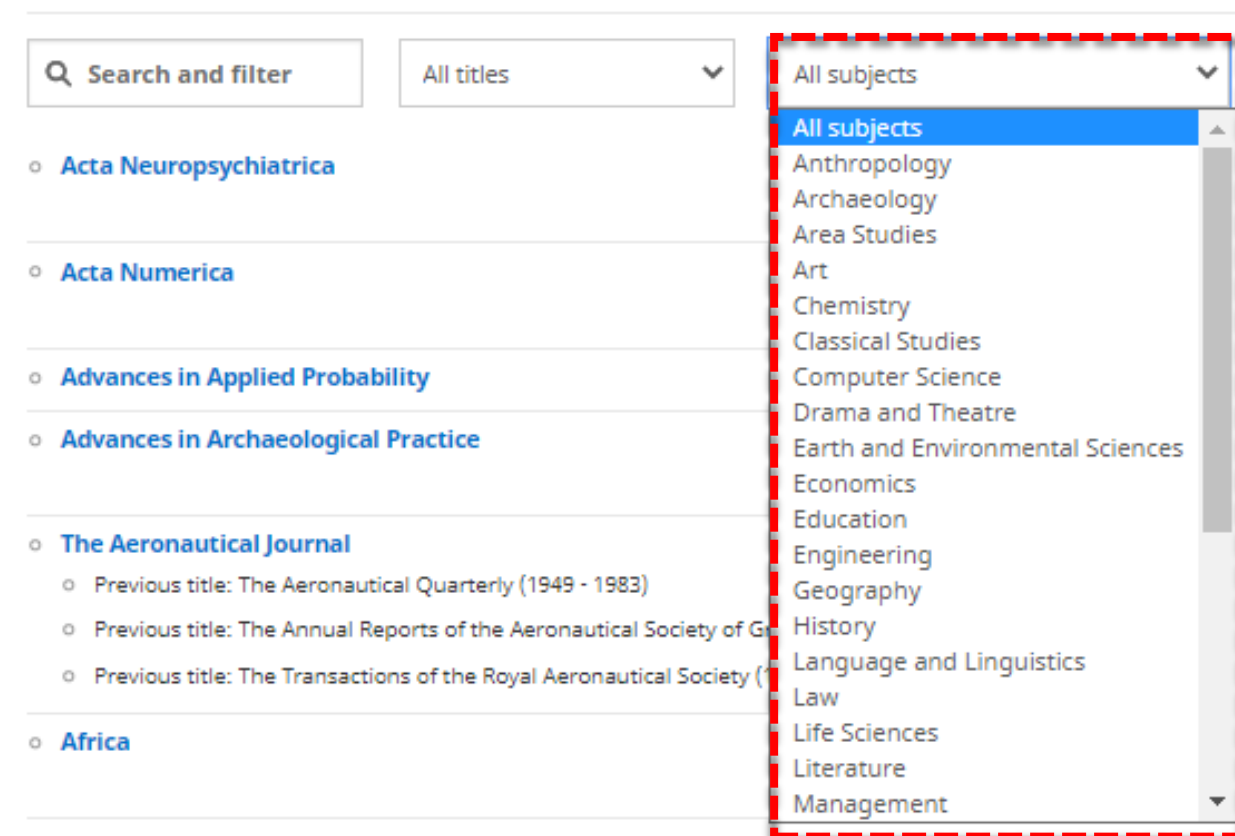 Search and filter
All titles
All subjects
Acta Neuropsychiatrica
Acta Numerica
Advances in Applied Probability
Advances in Archaeological Practice
The Aeronautical Journal
Previous title: The Aeronautical Quarterly (1949 - 1983)
Previous title: The Annual Reports of the Aeronautical Society of
Previous title: The Transactions of the Royal Aeronautical Society
Africa
All subjects
Anthropology
Archaeology
Area Studies
Art
Chemistry
Classical Studies
Computer Science
Drama and Theatre
Earth and Environmental Sciences
Economics
Education
Engineering
Geography
History
Language and Linguistics
Law
Life Sciences
Literature
Management